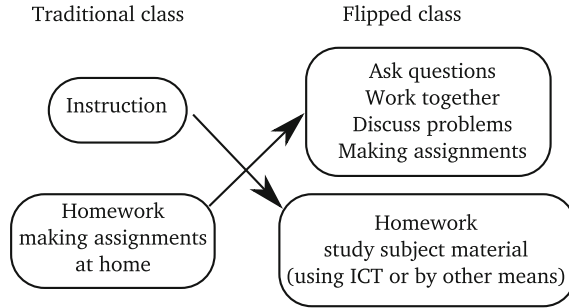 Traditional class
Flipped class
Instruction
Ask questions
Work together
Discuss problems
Making assignments
Homework
making assignments
at home
Homework
study subject material
(using ICT or by other means)